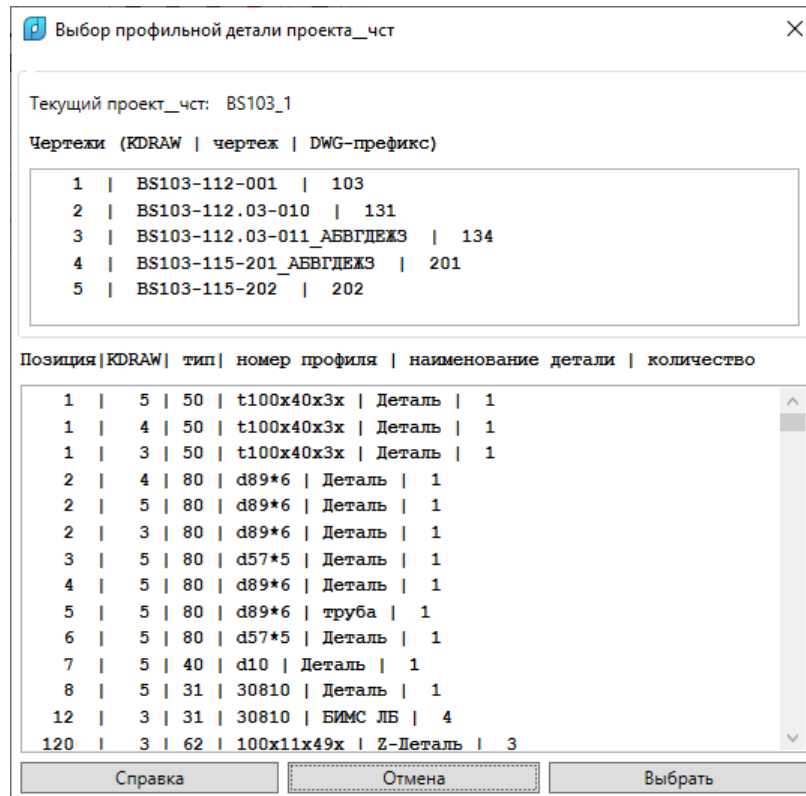 Выбор профильной детали проекта__чст
Текущий проект__чст: BS103_1
Чертежи (KDRAW | чертеж | DWG-префикс)
1 | BS103-112-001 | 103
2 | BS103-112.03-010 | 131
3 | BS103-112.03-011_АБВГДЕЖЗ | 134
4 | BS103-115-201_АБВГДЕЖЗ | 201
5 | BS103-115-202 | 202
Позиция|KDRAW| тип| номер профиля | наименование детали | количество
1 | 5 | 50 | t100x40x3x | Деталь | 1
1 | 4 | 50 | t100x40x3x | Деталь | 1
1 | 3 | 50 | t100x40x3x | Деталь | 1
2 | 4 | 80 | d89*6 | Деталь | 1
2 | 5 | 80 | d89*6 | Деталь | 1
2 | 3 | 80 | d89*6 | Деталь | 1
3 | 5 | 80 | d57*5 | Деталь | 1
4 | 5 | 80 | d89*6 | Деталь | 1
5 | 5 | 80 | d89*6 | труба | 1
6 | 5 | 80 | d57*5 | Деталь | 1
7 | 5 | 40 | d10 | Деталь | 1
8 | 5 | 31 | 30810 | Деталь | 1
12 | 3 | 31 | 30810 | БИМС ЛБ | 4
120 | 3 | 62 | 100x11x49x | Z-Деталь | 3
Справка Отмена Выбрать